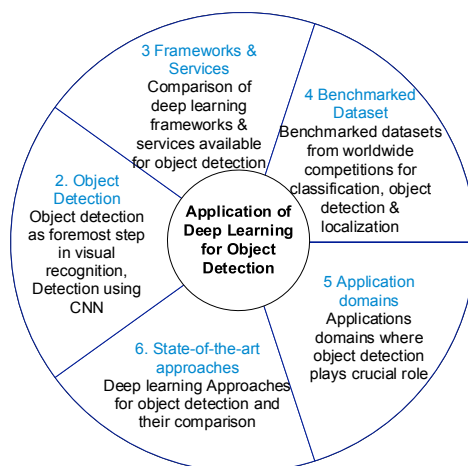 3 Frameworks &
Services
Comparison of
deep learning
frameworks &
services available
for object detection
4 Benchmarked
Dataset
Benchmarked datasets
from worldwide
competitions for
classification, object
detection &
localization
2. Object
Detection
Object detection
as foremost step
in visual
recognition,
Detection using
CNN
Application of
Deep Learning
for Object
Detection
5 Application
domains
Applications
domains where
object detection
plays crucial role
6. State-of-the-art
approaches
Deep learning Approaches
for object detection and
their comparison